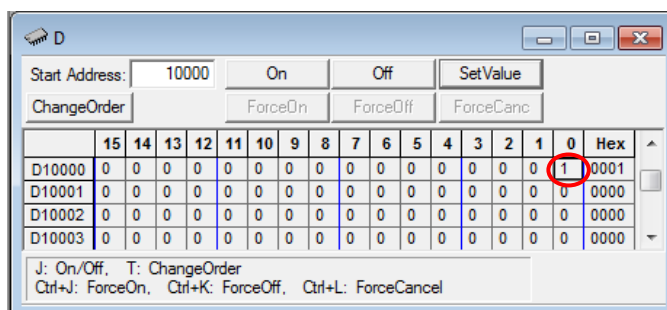 D
Start Address: 10000 On Off SetValue
ChangeOrder ForceOn ForceOff ForceCanc
15 14 13 12 11 10 9 8 7 6 5 4 3 2 1 0 Hex
D10000 0 0 0 0 0 0 0 0 0 0 0 0 0 0 0 1 0001
D10001 0 0 0 0 0 0 0 0 0 0 0 0 0 0 0 0 0000
D10002 0 0 0 0 0 0 0 0 0 0 0 0 0 0 0 0 0000
D10003 0 0 0 0 0 0 0 0 0 0 0 0 0 0 0 0 0000
J: On/Off, T: ChangeOrder
Ctrl+J: ForceOn, Ctrl+K: ForceOff, Ctrl+L: ForceCancel